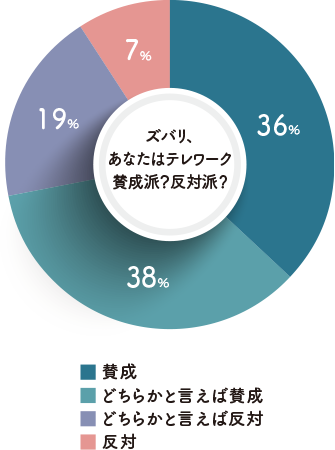 7%
19%
36%
ズバリ、
あなたはテレワーク
賛成派?反対派?
38%
賛成
どちらかと言えば賛成
どちらかと言えば反対
反対